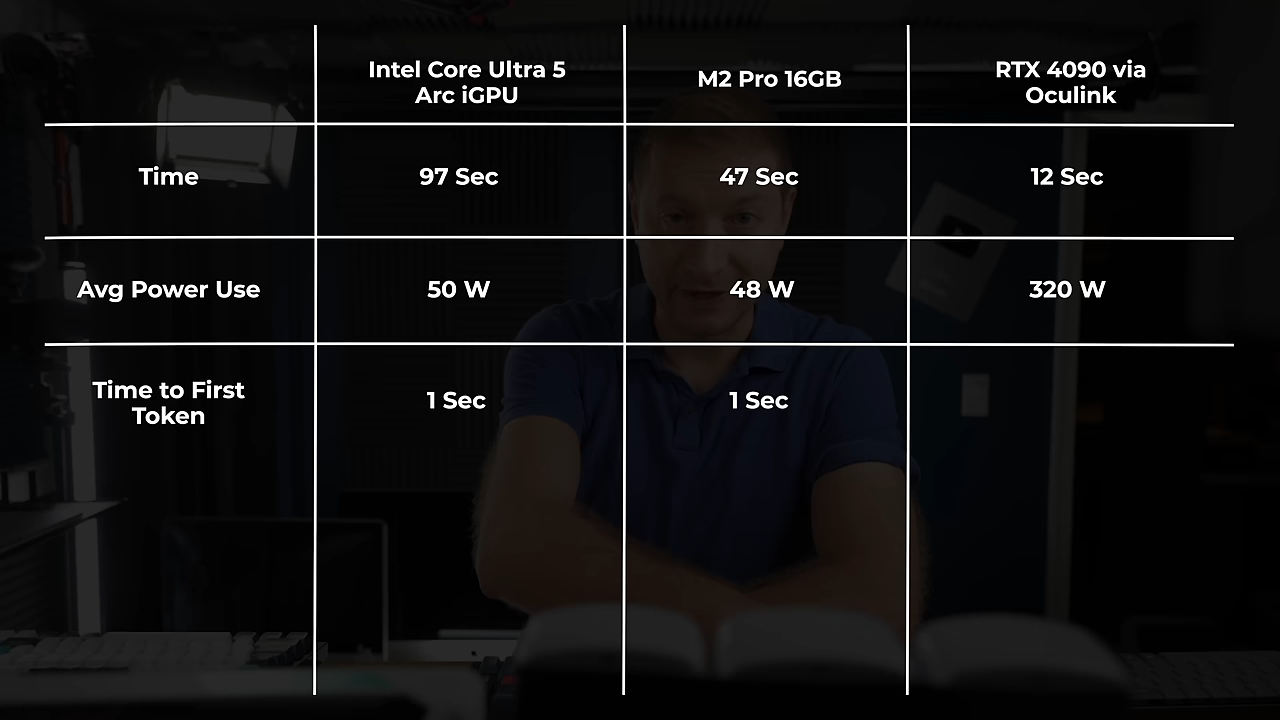 Intel Core Ultra 5
Arc iGPU
M2 Pro 16GB
RTX 4090 via
Oculink
Time
97 Sec
47 Sec
12 Sec
Avg Power Use
50 W
48 W
320 W
Time to First
Token
1 Sec
1 Sec